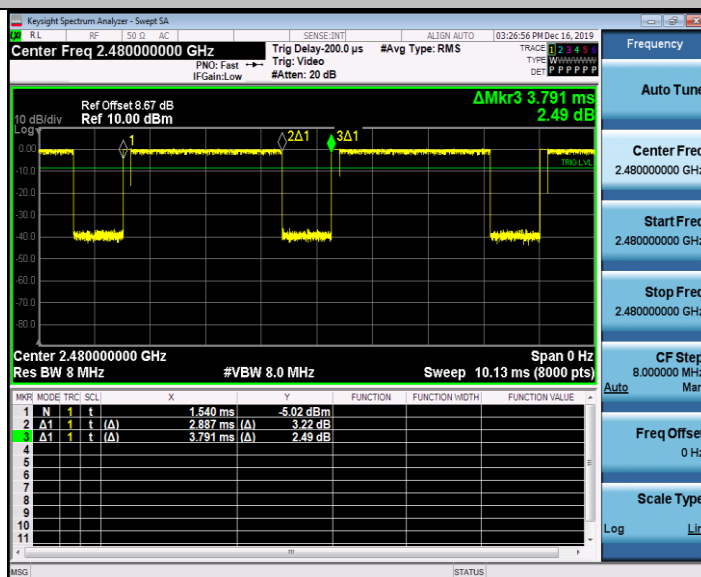 Keysight Spectrum Analyzer - Swept SA
RL RF 50 Ω AC SENSE:INT ALIGN AUTO 03:26:56 PM Dec 16, 2019
Center Freq 2.480000000 GHz
Trig Delay-200.0 µs #Avg Type: RMS
TRACE 1 2 3 4 5 6
PNO: Fast Trig: Video
TYPE WWWWWW
IFGain:Low #Atten: 20 dB
DET P P P P P P
ΔMkr3 3.791 ms
2.49 dB
Ref Offset 8.67 dB
10 dB/div Ref 10.00 dBm
Log
1 2Δ1 3Δ1
0.00
TRIG LVL
-10.0
-20.0
-30.0
-40.0
-50.0
-60.0
-70.0
-80.0
Center 2.480000000 GHz Span 0 Hz
Res BW 8 MHz #VBW 8.0 MHz Sweep 10.13 ms (8000 pts)
MKR MODE TRC SCL X Y FUNCTION FUNCTION WIDTH FUNCTION VALUE
1 N 1 t 1.540 ms -5.02 dBm
2 Δ1 1 t (Δ) 2.887 ms (Δ) 3.22 dB
3 Δ1 1 t (Δ) 3.791 ms (Δ) 2.49 dB
4
5
6
7
8
9
10
11
MSG STATUS
Frequency
Auto Tune
Center Freq
2.480000000 GHz
Start Freq
2.480000000 GHz
Stop Freq
2.480000000 GHz
CF Step
8.000000 MHz
Auto Man
Freq Offset
0 Hz
Scale Type
Log Lin